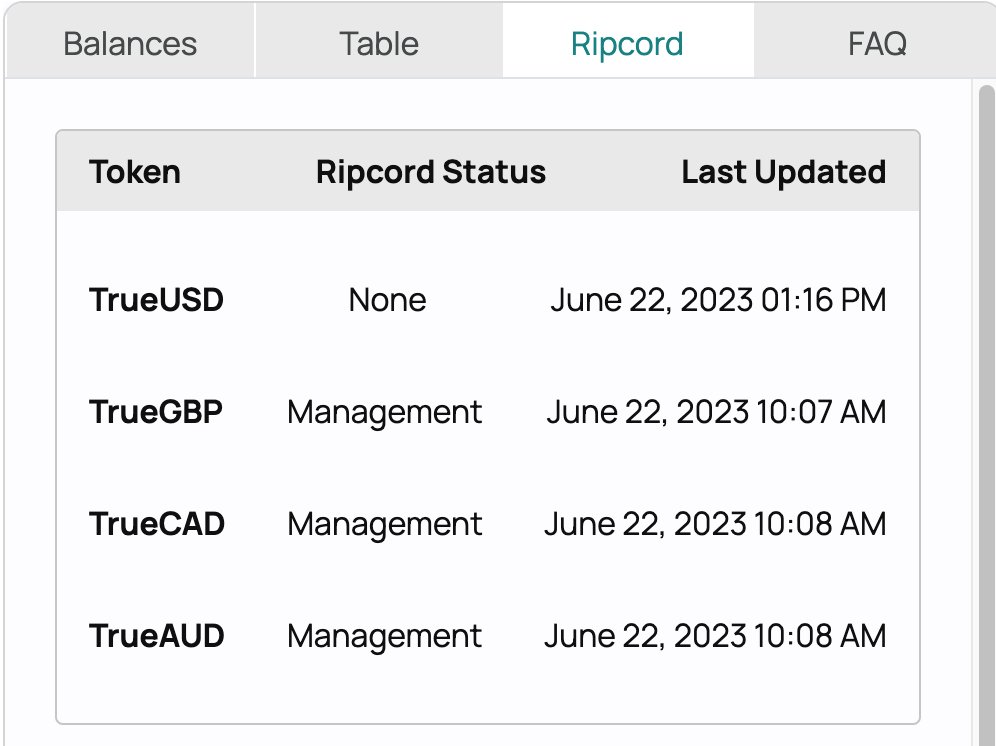 Balances Table Ripcord FAQ
Token Ripcord Status Last Updated
TrueUSD None June 22, 2023 01:16 PM
TrueGBP Management June 22, 2023 10:07 AM
TrueCAD Management June 22, 2023 10:08 AM
TrueAUD Management June 22, 2023 10:08 AM